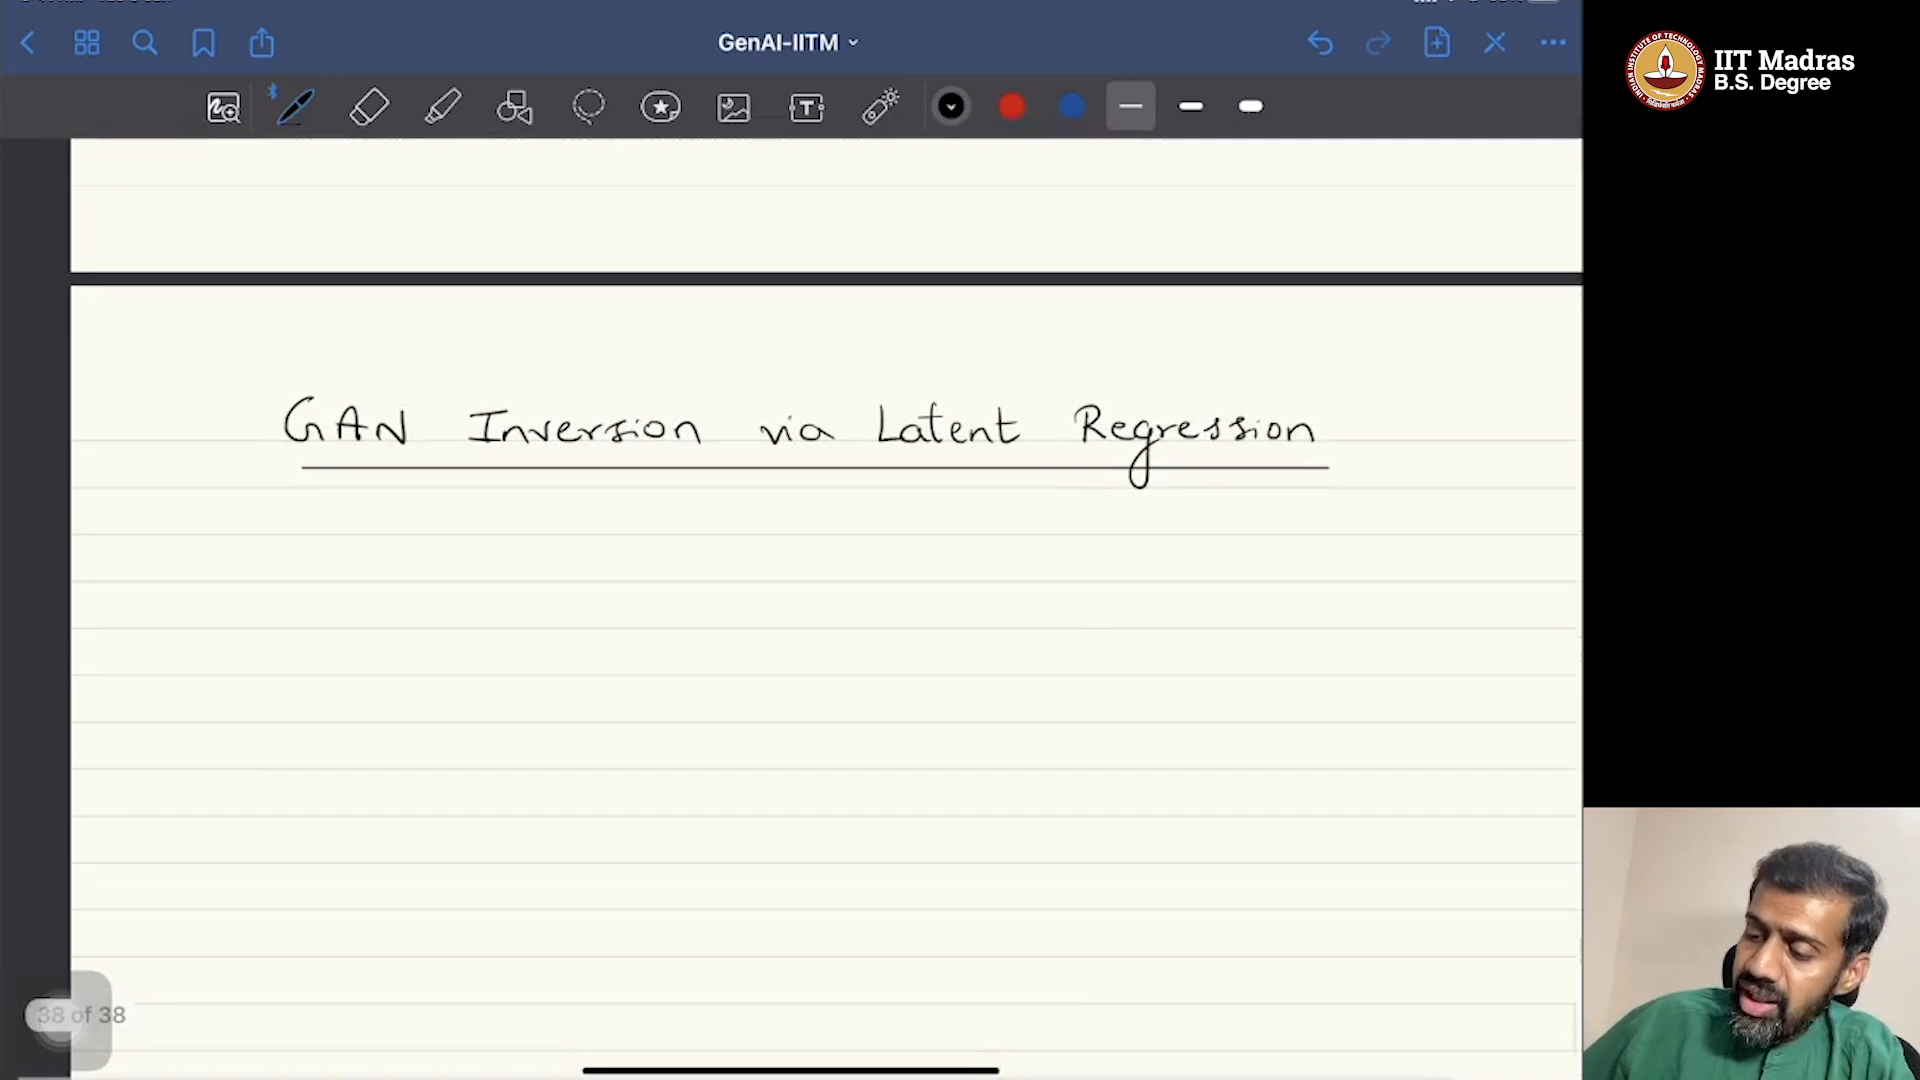 GenAI-IITM
IIT Madras
B.S. Degree
GAN Inversion via Latent Regression
38 of 38